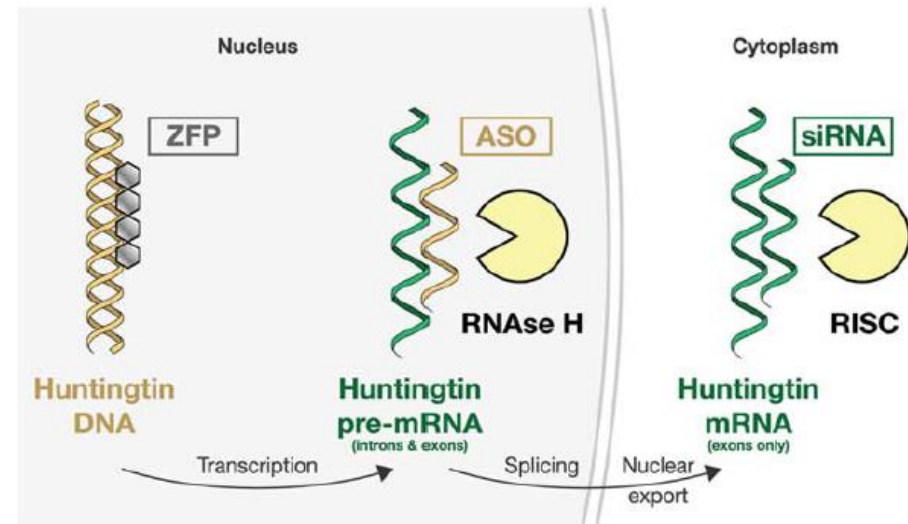 Nucleus
Cytoplasm
ZFP
ASO
siRNA
RNAse H
RISC
Huntingtin
DNA
Huntingtin
pre-mRNA
(introns & exons)
Huntingtin
mRNA
(exons only)
Transcription
Splicing
Nuclear
export